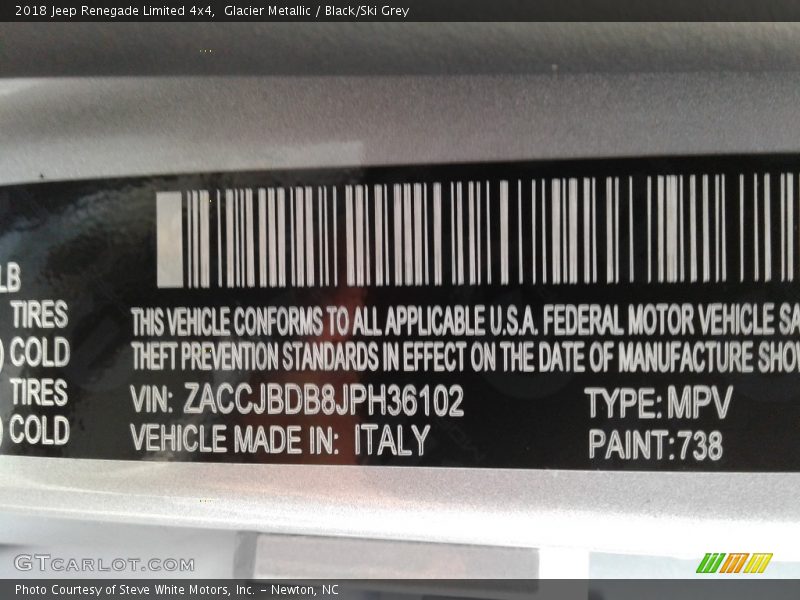 2018 Jeep Renegade Limited 4x4,  Glacier Metallic / Black/Ski Grey
LB
TIRES
COLD
TIRES
COLD
THIS VEHICLE CONFORMS TO ALL APPLICABLE U.S.A. FEDERAL MOTOR VEHICLE SA
THEFT PREVENTION STANDARDS IN EFFECT ON THE DATE OF MANUFACTURE SHOW
VIN: ZACCJBDB8JPH36102
TYPE: MPV
VEHICLE MADE IN: ITALY
PAINT:738
GTCARLOT.COM
Photo Courtesy of Steve White Motors, Inc. – Newton, NC